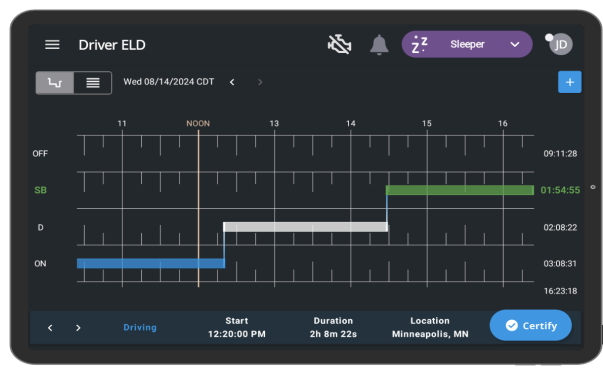 Driver ELD
zZ
z
Sleeper
JD
Wed 08/14/2024 CDT
+
11 NOON 13 14 15 16
OFF 09:11:28
SB 01:54:55
D 02:08:22
ON 03:08:31
16:23:18
Driving
Start
12:20:00 PM
Duration
2h 8m 22s
Location
Minneapolis, MN
Certify